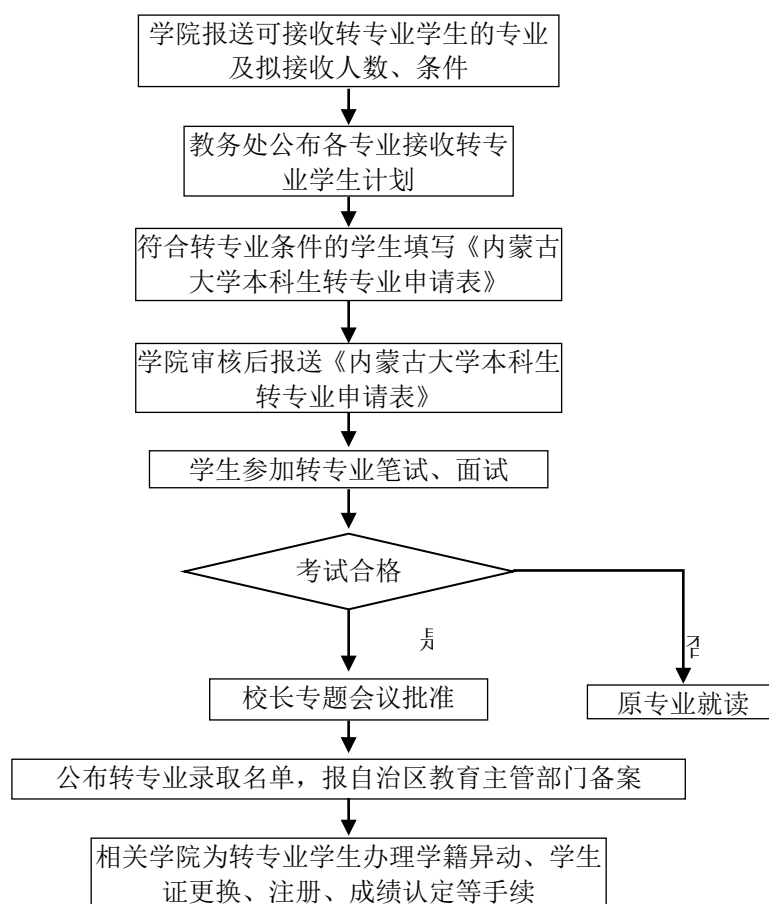 学院报送可接收转专业学生的专业
及拟接收人数、条件
教务处公布各专业接收转专
业学生计划
符合转专业条件的学生填写《内蒙古
大学本科生转专业申请表》
学院审核后报送《内蒙古大学本科生
转专业申请表》
学生参加转专业笔试、面试
考试合格
是
否
校长专题会议批准
原专业就读
公布转专业录取名单，报自治区教育主管部门备案
相关学院为转专业学生办理学籍异动、学生
证更换、注册、成绩认定等手续